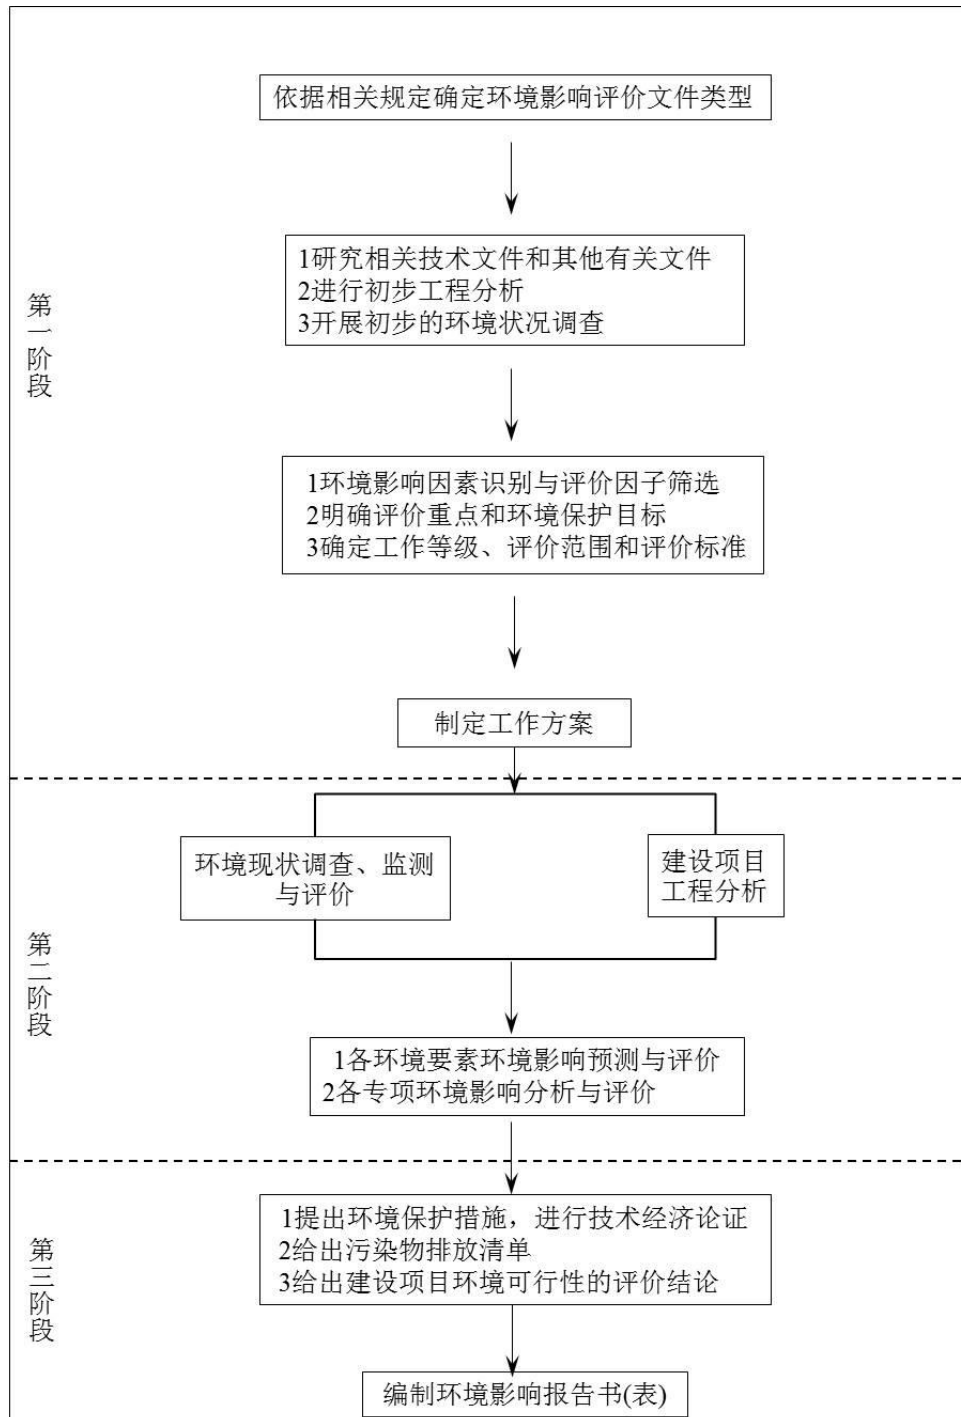 依据相关规定确定环境影响评价文件类型
1研究相关技术文件和其他有关文件
2进行初步工程分析
3开展初步的环境状况调查
第一阶段
1环境影响因素识别与评价因子筛选
2明确评价重点和环境保护目标
3确定工作等级、评价范围和评价标准
制定工作方案
环境现状调查、监测
与评价
建设项目
工程分析
第二阶段
1各环境要素环境影响预测与评价
2各专项环境影响分析与评价
1提出环境保护措施，进行技术经济论证
2给出污染物排放清单
3给出建设项目环境可行性的评价结论
第三阶段
编制环境影响报告书(表)